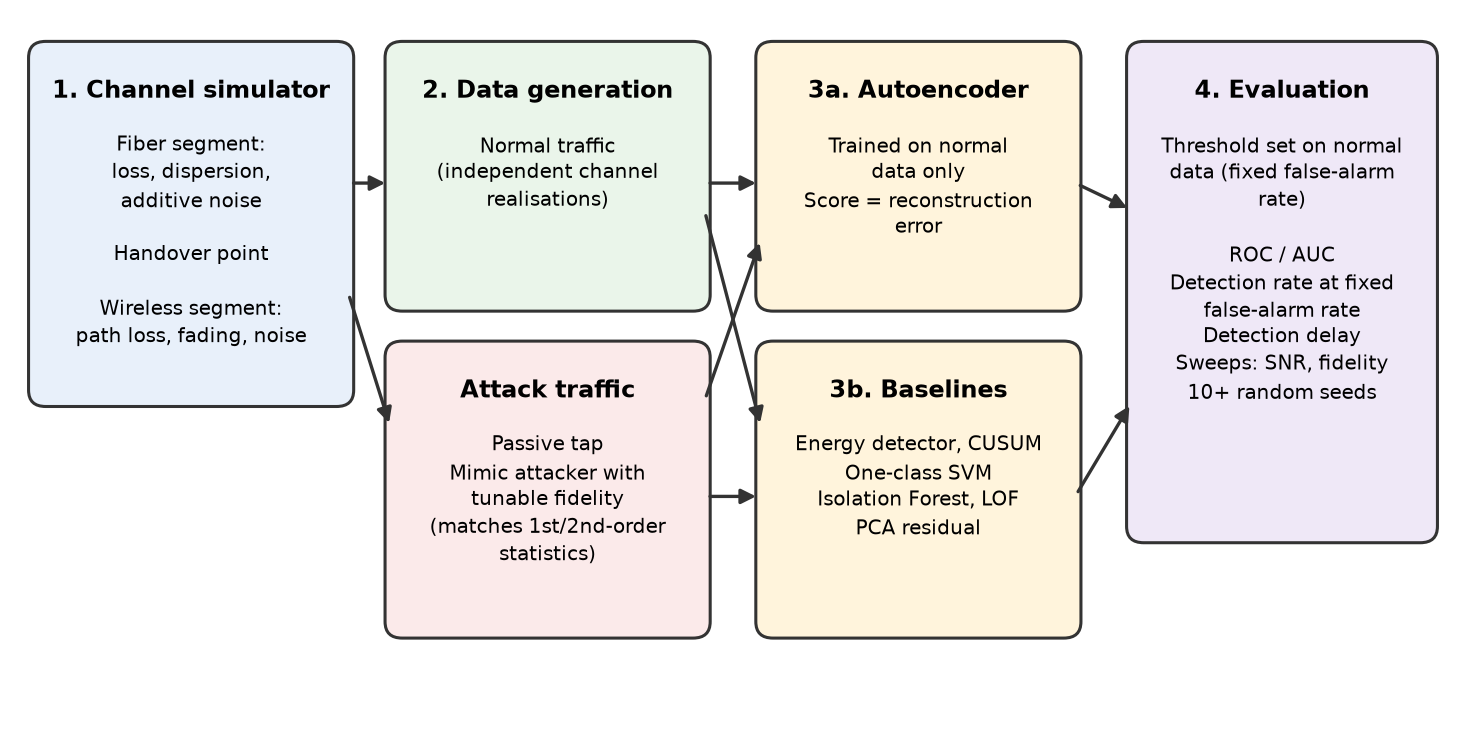 1. Channel simulator
Fiber segment:
loss, dispersion,
additive noise
Handover point
Wireless segment:
path loss, fading, noise
2. Data generation
Normal traffic
(independent channel
realisations)
Attack traffic
Passive tap
Mimic attacker with
tunable fidelity
(matches 1st/2nd-order
statistics)
3a. Autoencoder
Trained on normal
data only
Score = reconstruction
error
3b. Baselines
Energy detector, CUSUM
One-class SVM
Isolation Forest, LOF
PCA residual
4. Evaluation
Threshold set on normal
data (fixed false-alarm
rate)
ROC / AUC
Detection rate at fixed
false-alarm rate
Detection delay
Sweeps: SNR, fidelity
10+ random seeds